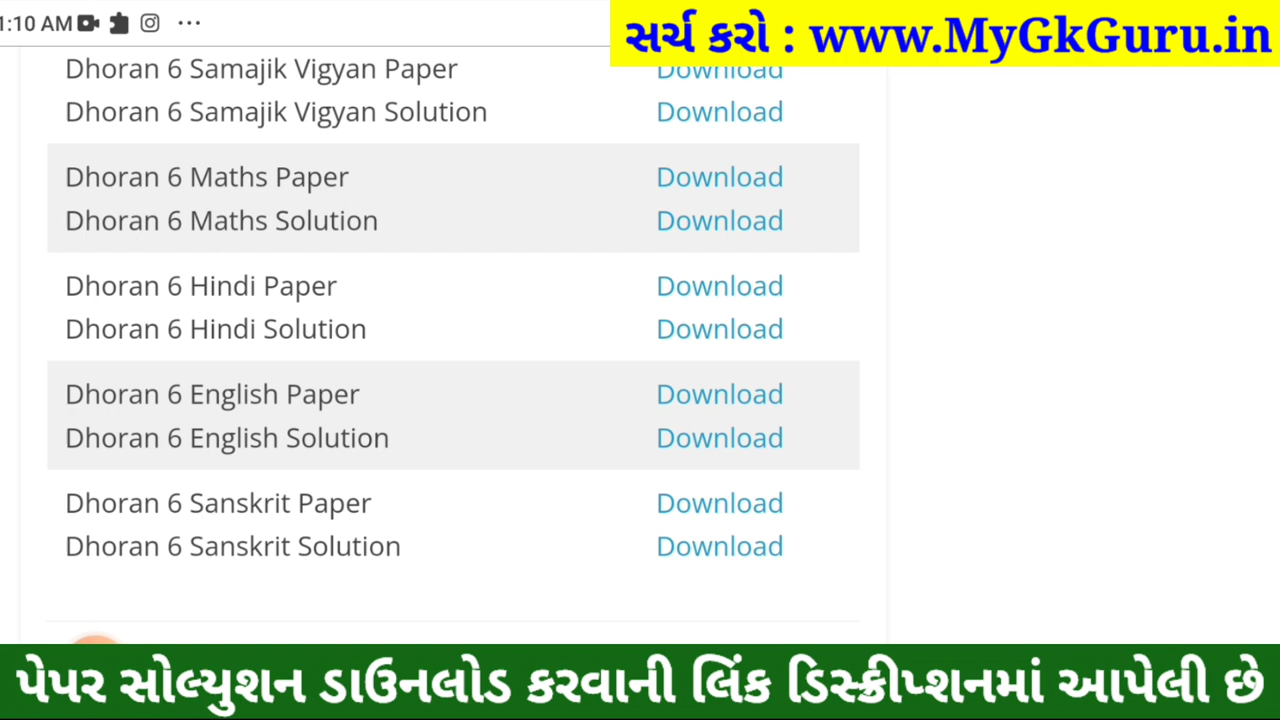 1:10 AM
સર્ચ કરો : www.MyGkGuru.in
Dhoran 6 Samajik Vigyan Paper Download
Dhoran 6 Samajik Vigyan Solution Download
Dhoran 6 Maths Paper Download
Dhoran 6 Maths Solution Download
Dhoran 6 Hindi Paper Download
Dhoran 6 Hindi Solution Download
Dhoran 6 English Paper Download
Dhoran 6 English Solution Download
Dhoran 6 Sanskrit Paper Download
Dhoran 6 Sanskrit Solution Download
પેપર સોલ્યુશન ડાઉનલોડ કરવાની લિંક ડિસ્ક્રીપ્શનમાં આપેલી છે